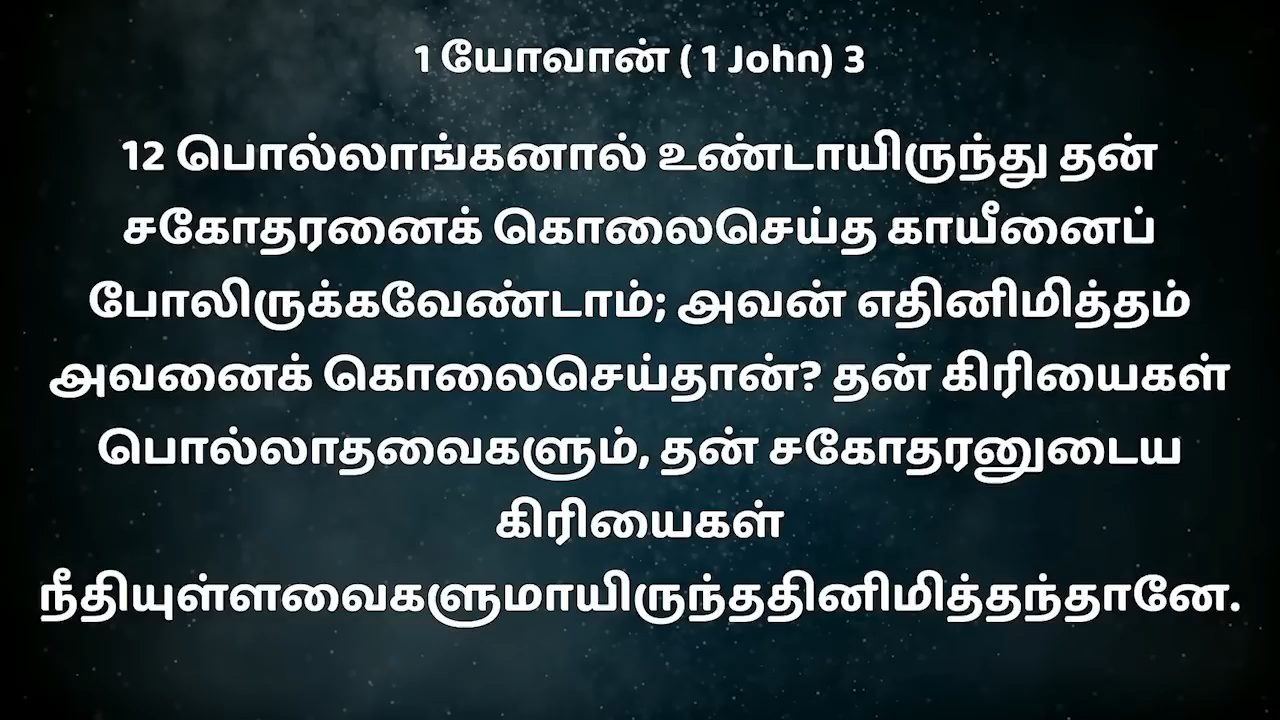 1 யோவான் ( 1 John) 3
12 பொல்லாங்கனால் உண்டாயிருந்து தன்
சகோதரனைக் கொலைசெய்த காயீனைப்
போலிருக்கவேண்டாம்; அவன் எதினிமித்தம்
அவனைக் கொலைசெய்தான்? தன் கிரியைகள்
பொல்லாதவைகளும், தன் சகோதரனுடைய
கிரியைகள்
நீதியுள்ளவைகளுமாயிருந்ததினிமித்தந்தானே.